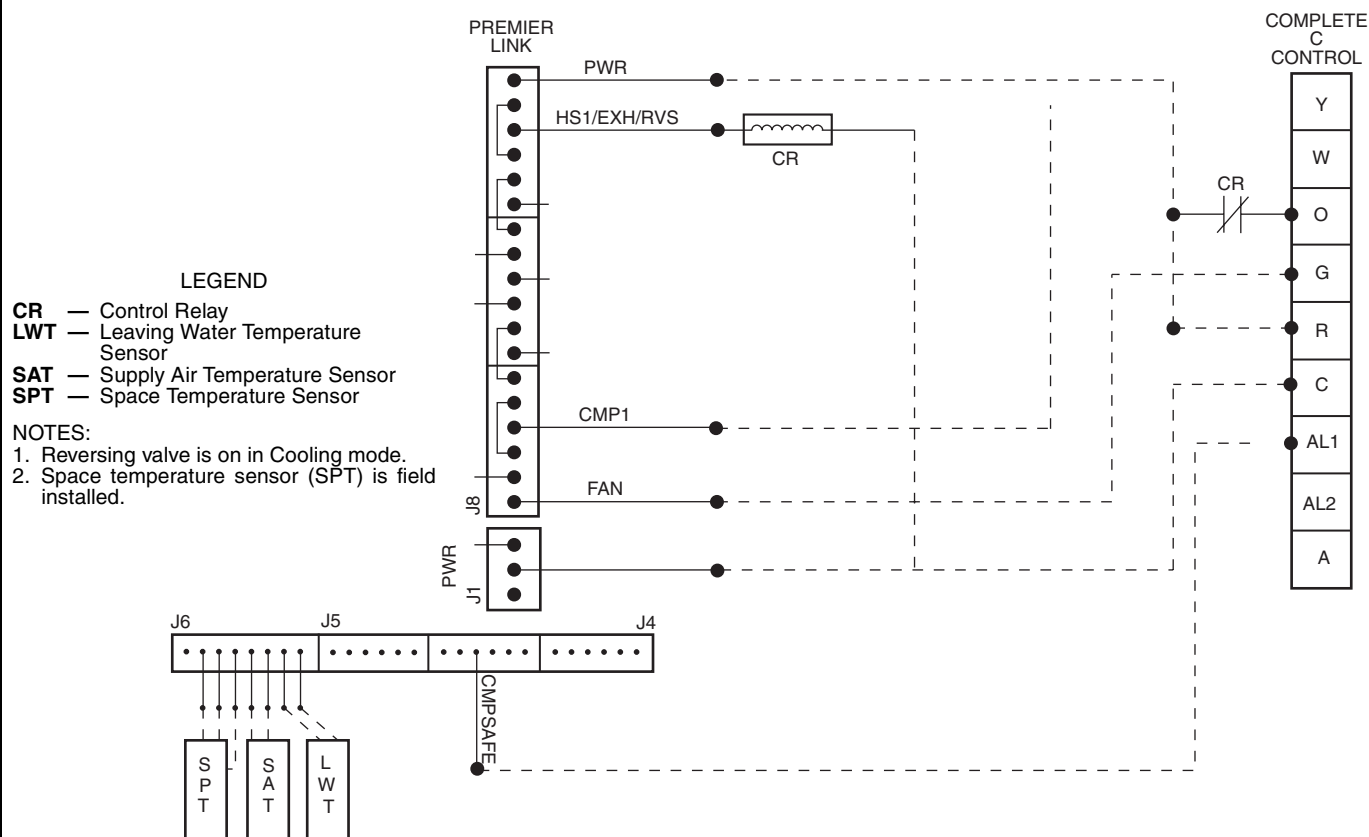 PREMIER
LINK
COMPLETE
C
CONTROL
PWR
HS1/EXH/RVS
CR
CR
Y
W
O
G
R
C
AL1
AL2
A
LEGEND
CR — Control Relay
LWT — Leaving Water Temperature
Sensor
SAT — Supply Air Temperature Sensor
SPT — Space Temperature Sensor
NOTES:
1. Reversing valve is on in Cooling mode.
2. Space temperature sensor (SPT) is field
installed.
CMP1
FAN
J8
PWR
J1
J6
J5
J4
CMPSAFE
SPT
SAT
LWT